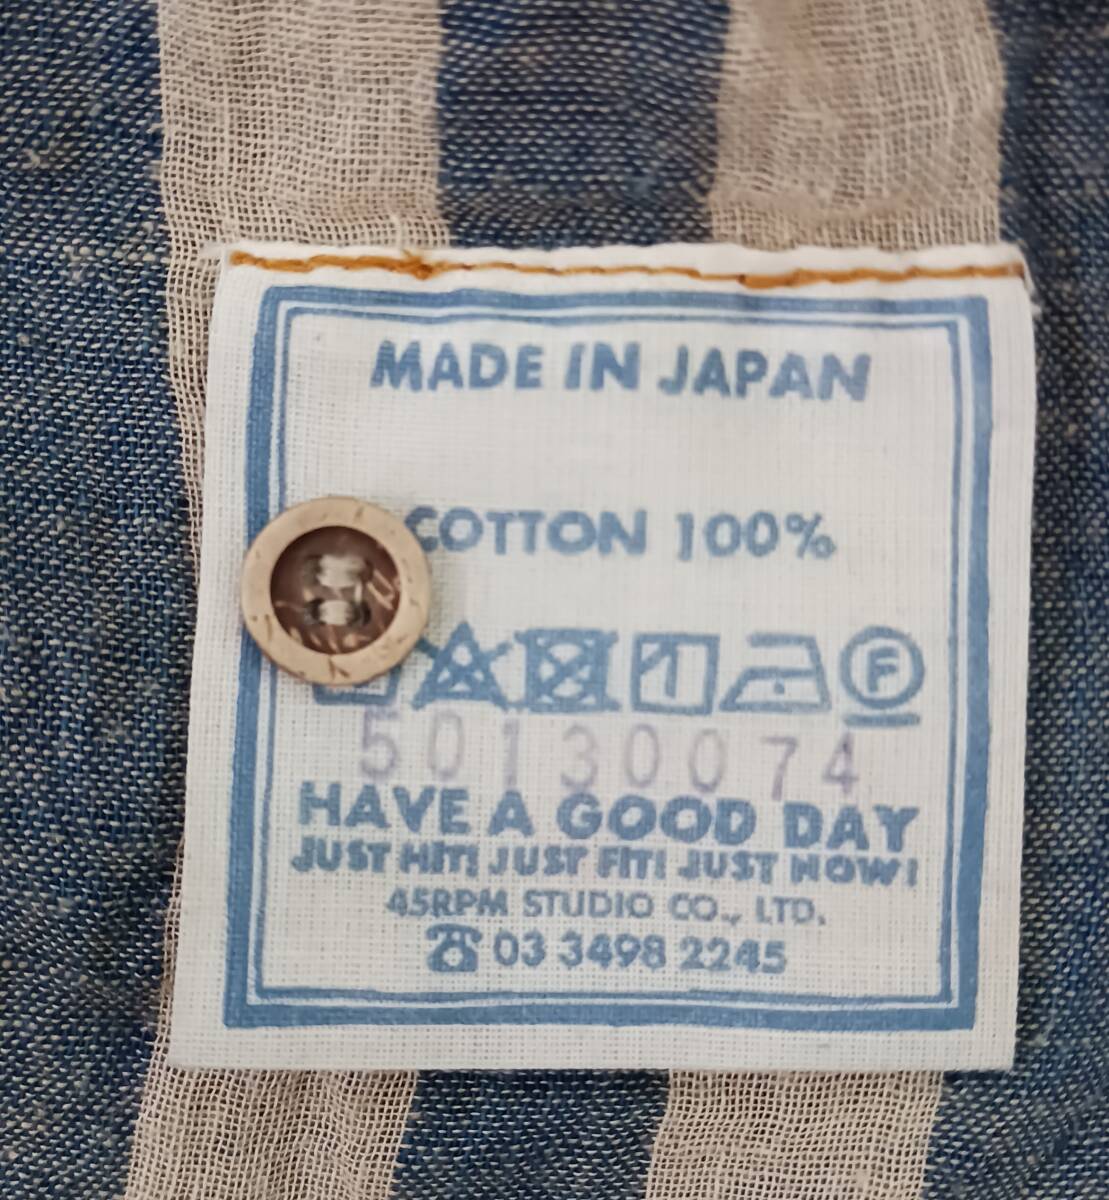 MADE IN JAPAN
COTTON 100%
F
50130074
HAVE A GOOD DAY
JUST HIT! JUST FIT! JUST NOW!
45RPM STUDIO CO., LTD.
☎ 03 3498 2245